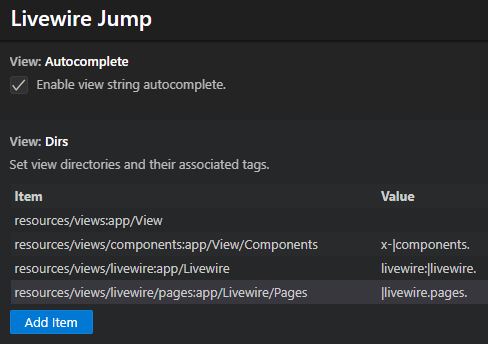 Livewire Jump
View: Autocomplete
Enable view string autocomplete.
View: Dirs
Set view directories and their associated tags.
Item Value
resources/views:app/View
resources/views/components:app/View/Components x-|components.
resources/views/livewire:app/Livewire livewire:|livewire.
resources/views/livewire/pages:app/Livewire/Pages |livewire.pages.
Add Item